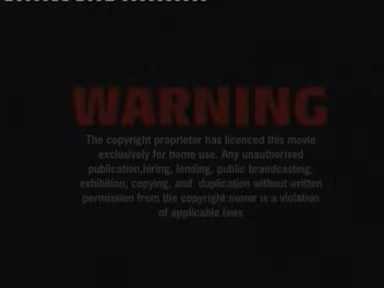 WARNING
The copyright proprietor has licenced this movie
exclusively for home use. Any unauthorised
publication,hiring, lending, public brandcasting,
exhibition, copying, and duplication without written
permission from the copyright owner is a violation
of applicable laws